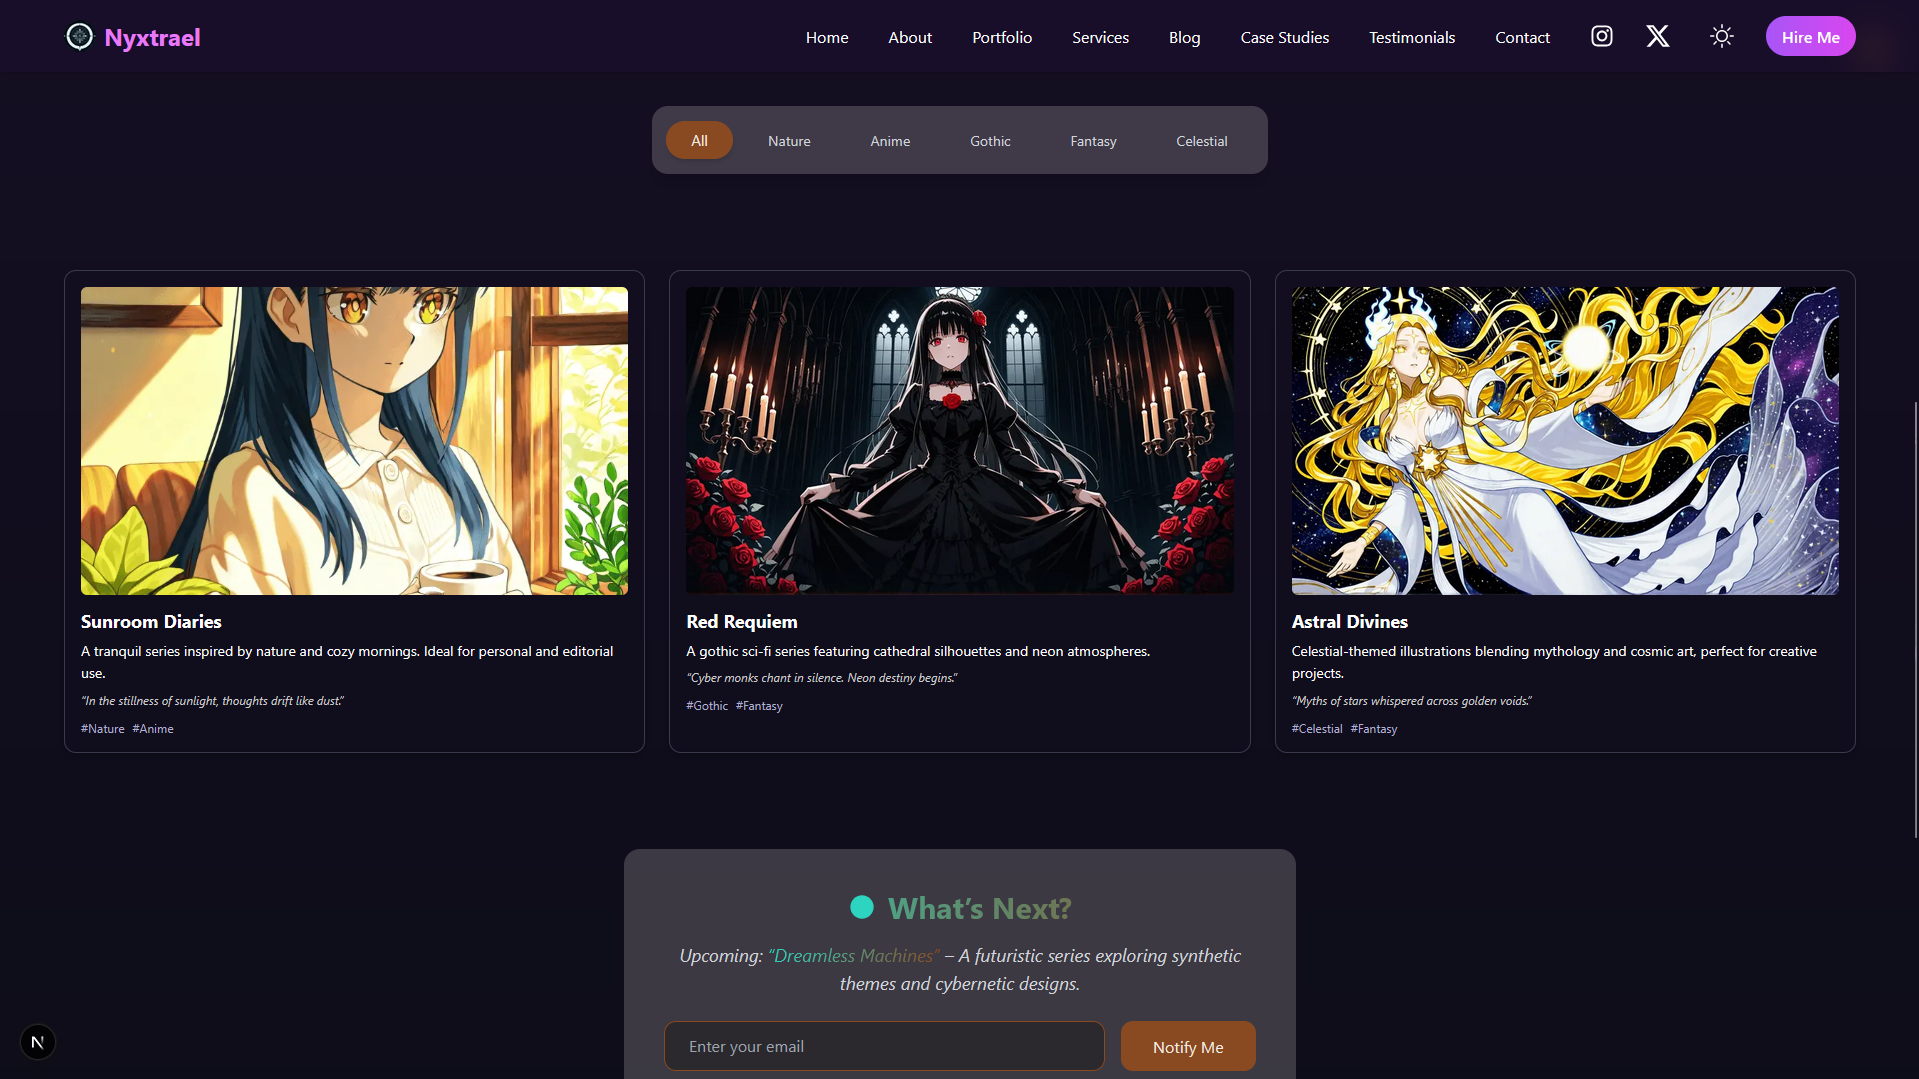 Nyxtrael
Home About Portfolio Services Blog Case Studies Testimonials Contact Hire Me
All Nature Anime Gothic Fantasy Celestial
Sunroom Diaries
A tranquil series inspired by nature and cozy mornings. Ideal for personal and editorial
use.
“In the stillness of sunlight, thoughts drift like dust.”
#Nature #Anime
Red Requiem
A gothic sci-fi series featuring cathedral silhouettes and neon atmospheres.
“Cyber monks chant in silence. Neon destiny begins.”
#Gothic #Fantasy
Astral Divines
Celestial-themed illustrations blending mythology and cosmic art, perfect for creative
projects.
“Myths of stars whispered across golden voids.”
#Celestial #Fantasy
What’s Next?
Upcoming: “Dreamless Machines” – A futuristic series exploring synthetic
themes and cybernetic designs.
Enter your email Notify Me
N